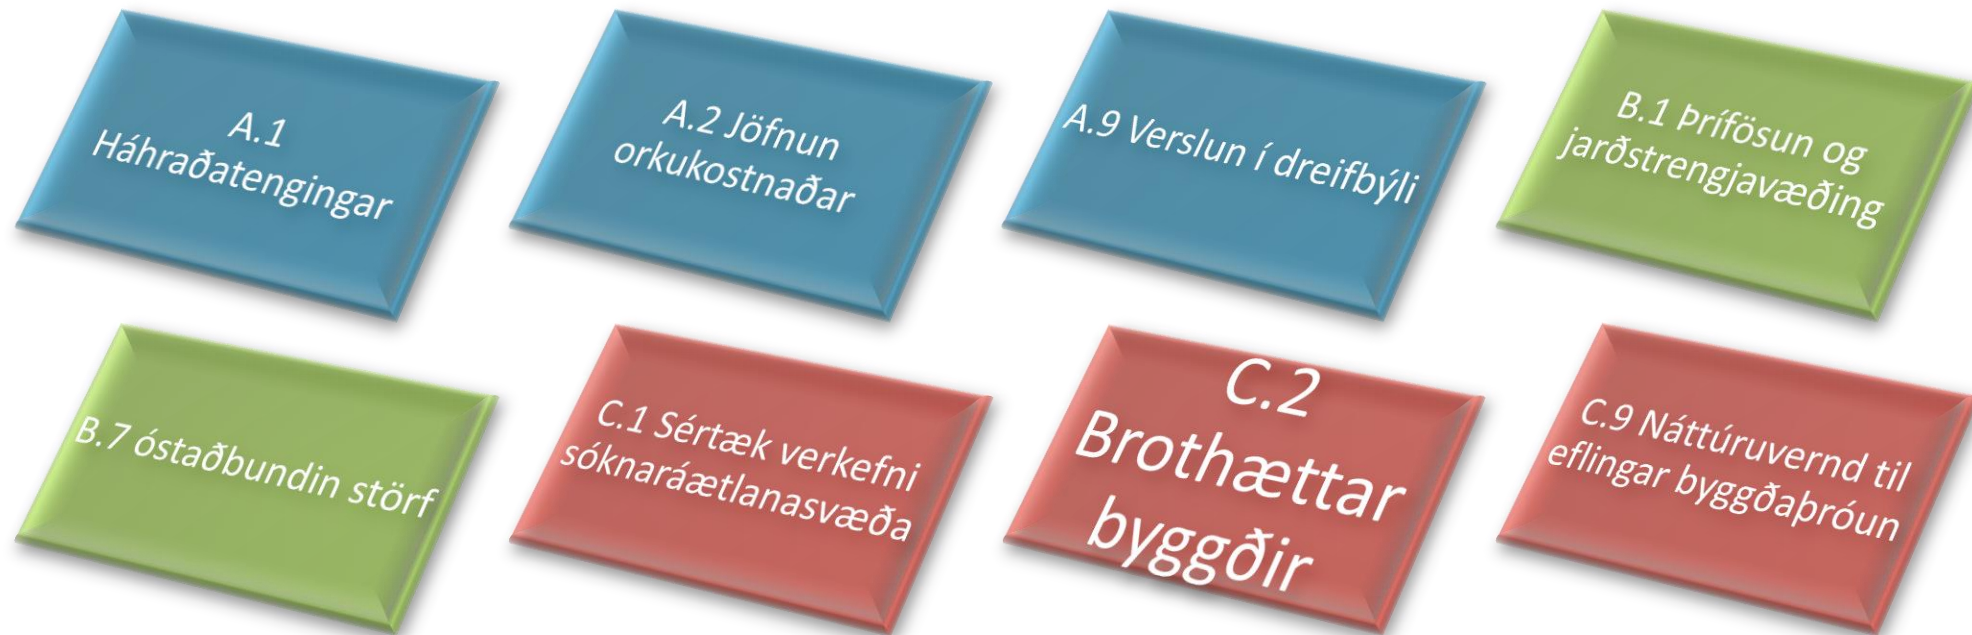 A.1
Háhraðatengingar
A.2 Jöfnun
orkukostnaðar
A.9 Verslun í dreifbýli
B.1 Þrífösun og
jarðstrengjavæðing
B.7 óstaðbundin störf
C.1 Sértæk verkefni
sóknaráætlanasvæða
C.2
Brothættar
byggðir
C.9 Náttúruvernd til
eflingar byggðaþróun